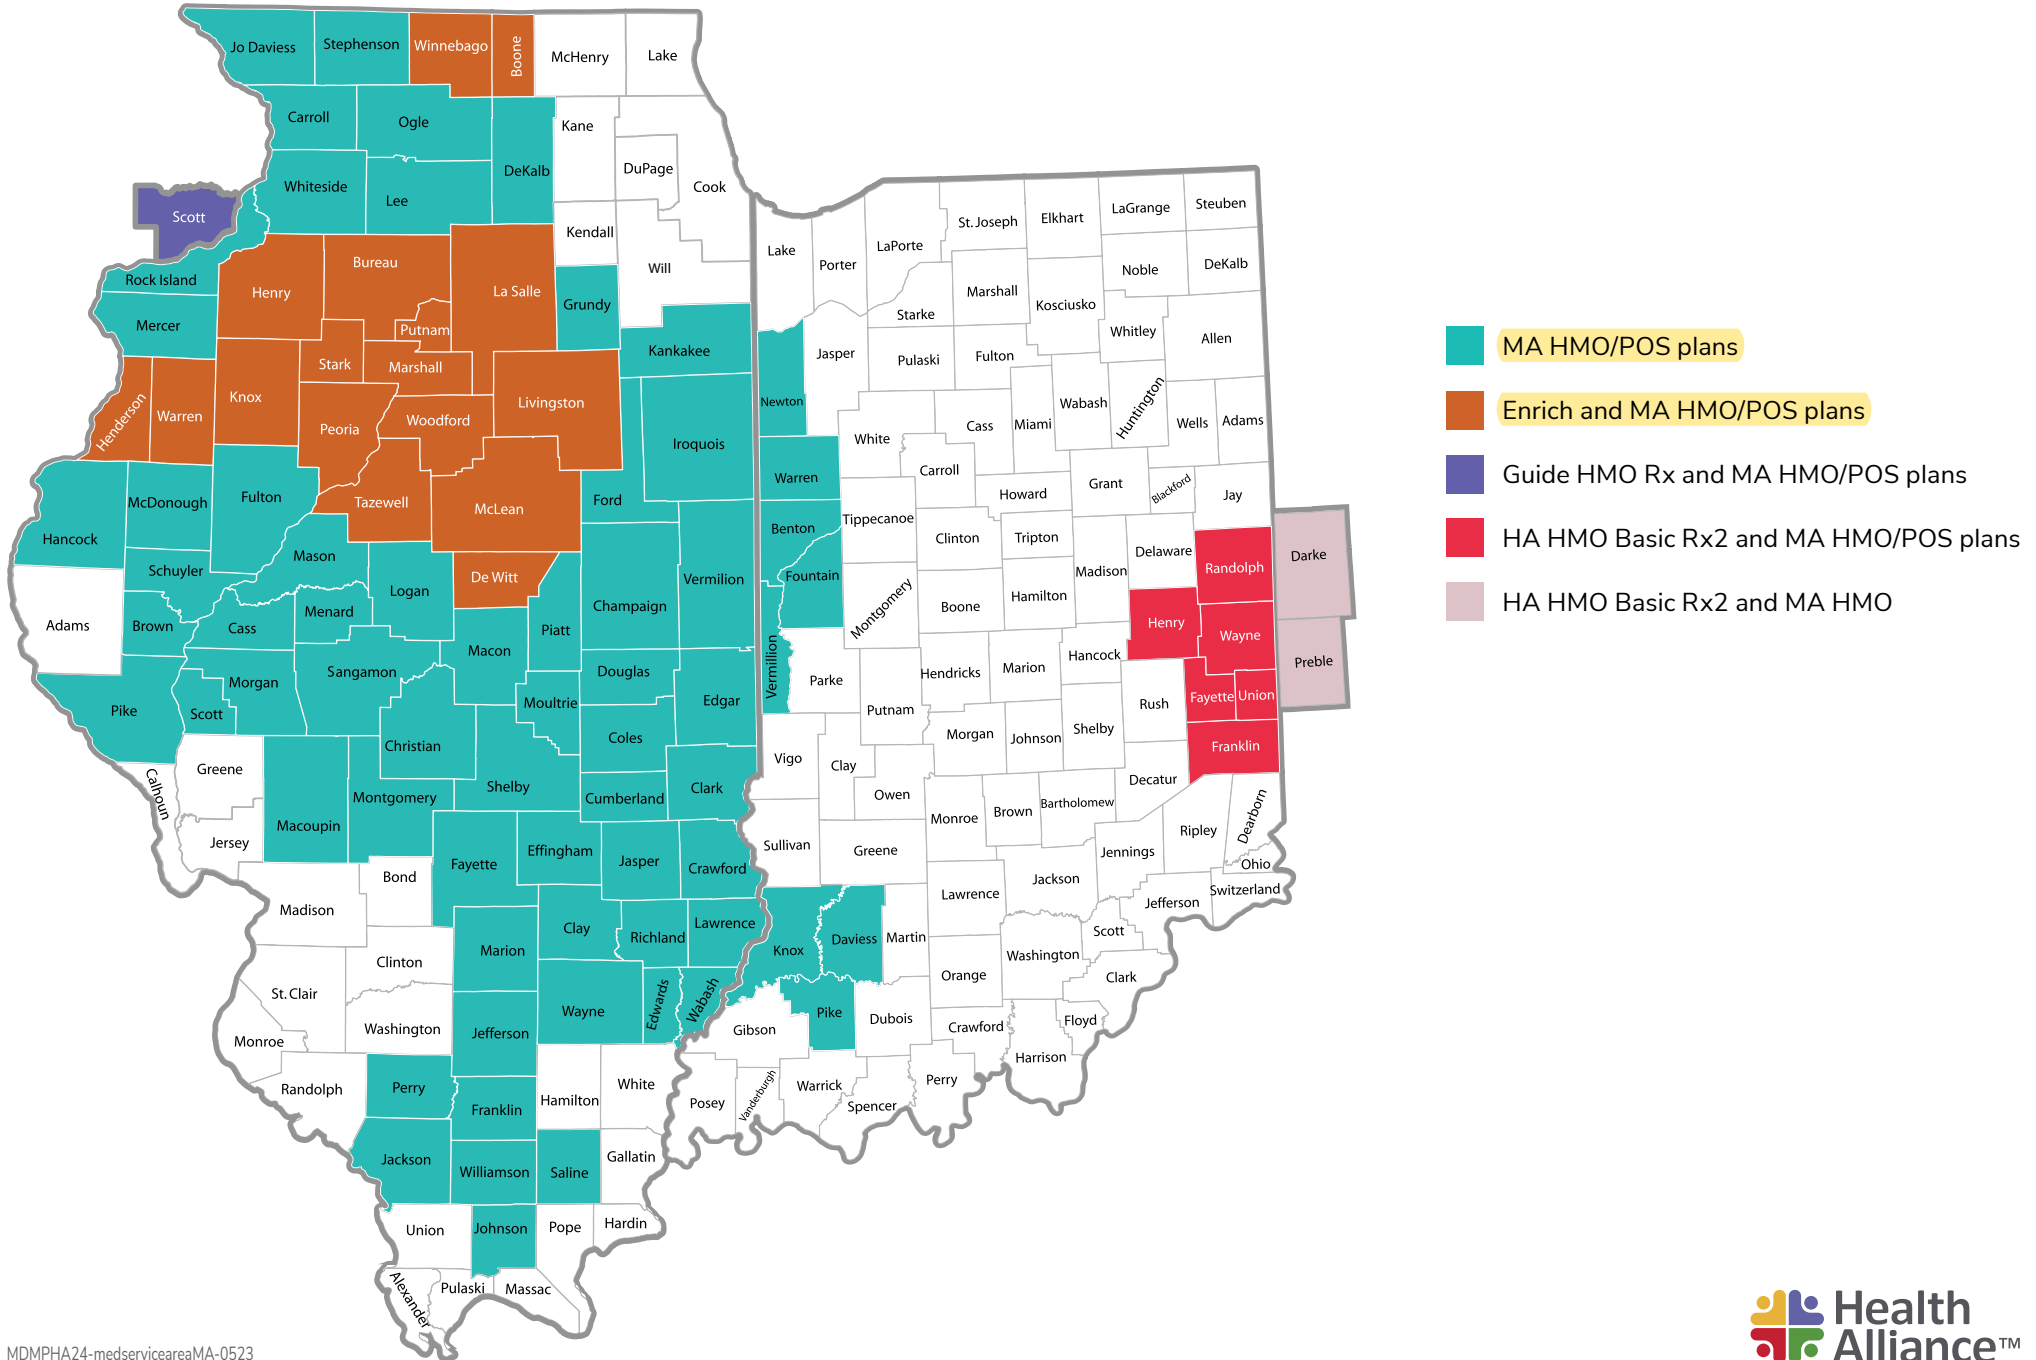 Jo Daviess
Stephenson
Winnebago
Boone
McHenry
Lake
Carroll
Ogle
DeKalb
Kane
DuPage
Cook
Whiteside
Lee
Scott
Kendall
Will
Rock Island
Henry
Bureau
La Salle
Grundy
Mercer
Putnam
Kankakee
Stark
Marshall
Henderson
Warren
Knox
Peoria
Woodford
Livingston
Iroquois
Hancock
McDonough
Fulton
Tazewell
McLean
Ford
Mason
Schuyler
De Witt
Logan
Champaign
Vermilion
Adams
Brown
Cass
Menard
Piatt
Macon
Pike
Scott
Morgan
Sangamon
Douglas
Moultrie
Edgar
Christian
Coles
Greene
Calhoun
Montgomery
Shelby
Cumberland
Clark
Macoupin
Jersey
Fayette
Effingham
Jasper
Crawford
Bond
Madison
Clay
Richland
Lawrence
Marion
Clinton
St. Clair
Washington
Wayne
Edwards
Wabash
Jefferson
Monroe
Randolph
Perry
Franklin
Hamilton
White
Jackson
Williamson
Saline
Gallatin
Union
Johnson
Pope
Hardin
Alexander
Pulaski
Massac
Lake
Porter
LaPorte
St. Joseph
Elkhart
LaGrange
Steuben
Noble
DeKalb
Marshall
Starke
Kosciusko
Whitley
Allen
Newton
Jasper
Pulaski
Fulton
Wabash
Huntington
Wells
Adams
White
Cass
Miami
Warren
Carroll
Howard
Grant
Blackford
Jay
Benton
Tippecanoe
Clinton
Tipton
Delaware
Randolph
Darke
Fountain
Madison
Montgomery
Boone
Hamilton
Henry
Wayne
Vermillion
Parke
Hendricks
Marion
Hancock
Preble
Putnam
Rush
Fayette
Union
Morgan
Johnson
Shelby
Franklin
Vigo
Clay
Owen
Decatur
Monroe
Brown
Bartholomew
Dearborn
Sullivan
Greene
Jennings
Ripley
Ohio
Lawrence
Jackson
Jefferson
Switzerland
Knox
Daviess
Martin
Scott
Washington
Orange
Clark
Pike
Dubois
Gibson
Crawford
Floyd
Harrison
Posey
Vanderburgh
Warrick
Spencer
Perry
MA HMO/POS plans
Enrich and MA HMO/POS plans
Guide HMO Rx and MA HMO/POS plans
HA HMO Basic Rx2 and MA HMO/POS plans
HA HMO Basic Rx2 and MA HMO
Health
Alliance™
MDMPHA24-medserviceareaMA-0523